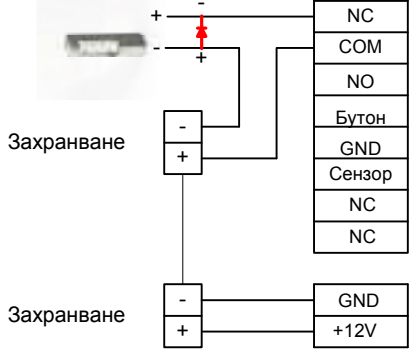 +
-
NC
-
+
COM
NO
Бутон
GND
Сензор
NC
NC
Захранване
-
+
Захранване
-
+
GND
+12V